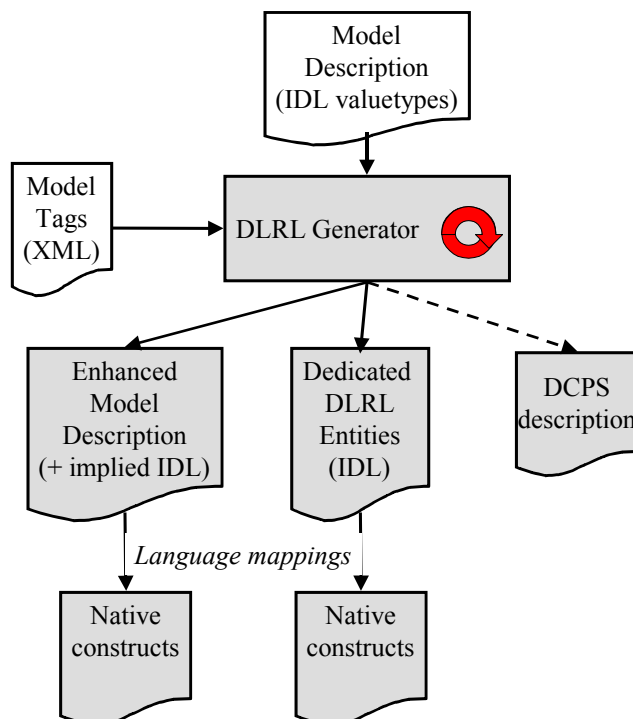 Model
Description
(IDL valuetypes)
Model
Tags
(XML)
DLRL Generator
Enhanced
Model
Description
(+ implied IDL)
Dedicated
DLRL
Entities
(IDL)
DCPS
description
Language mappings
Native
constructs
Native
constructs